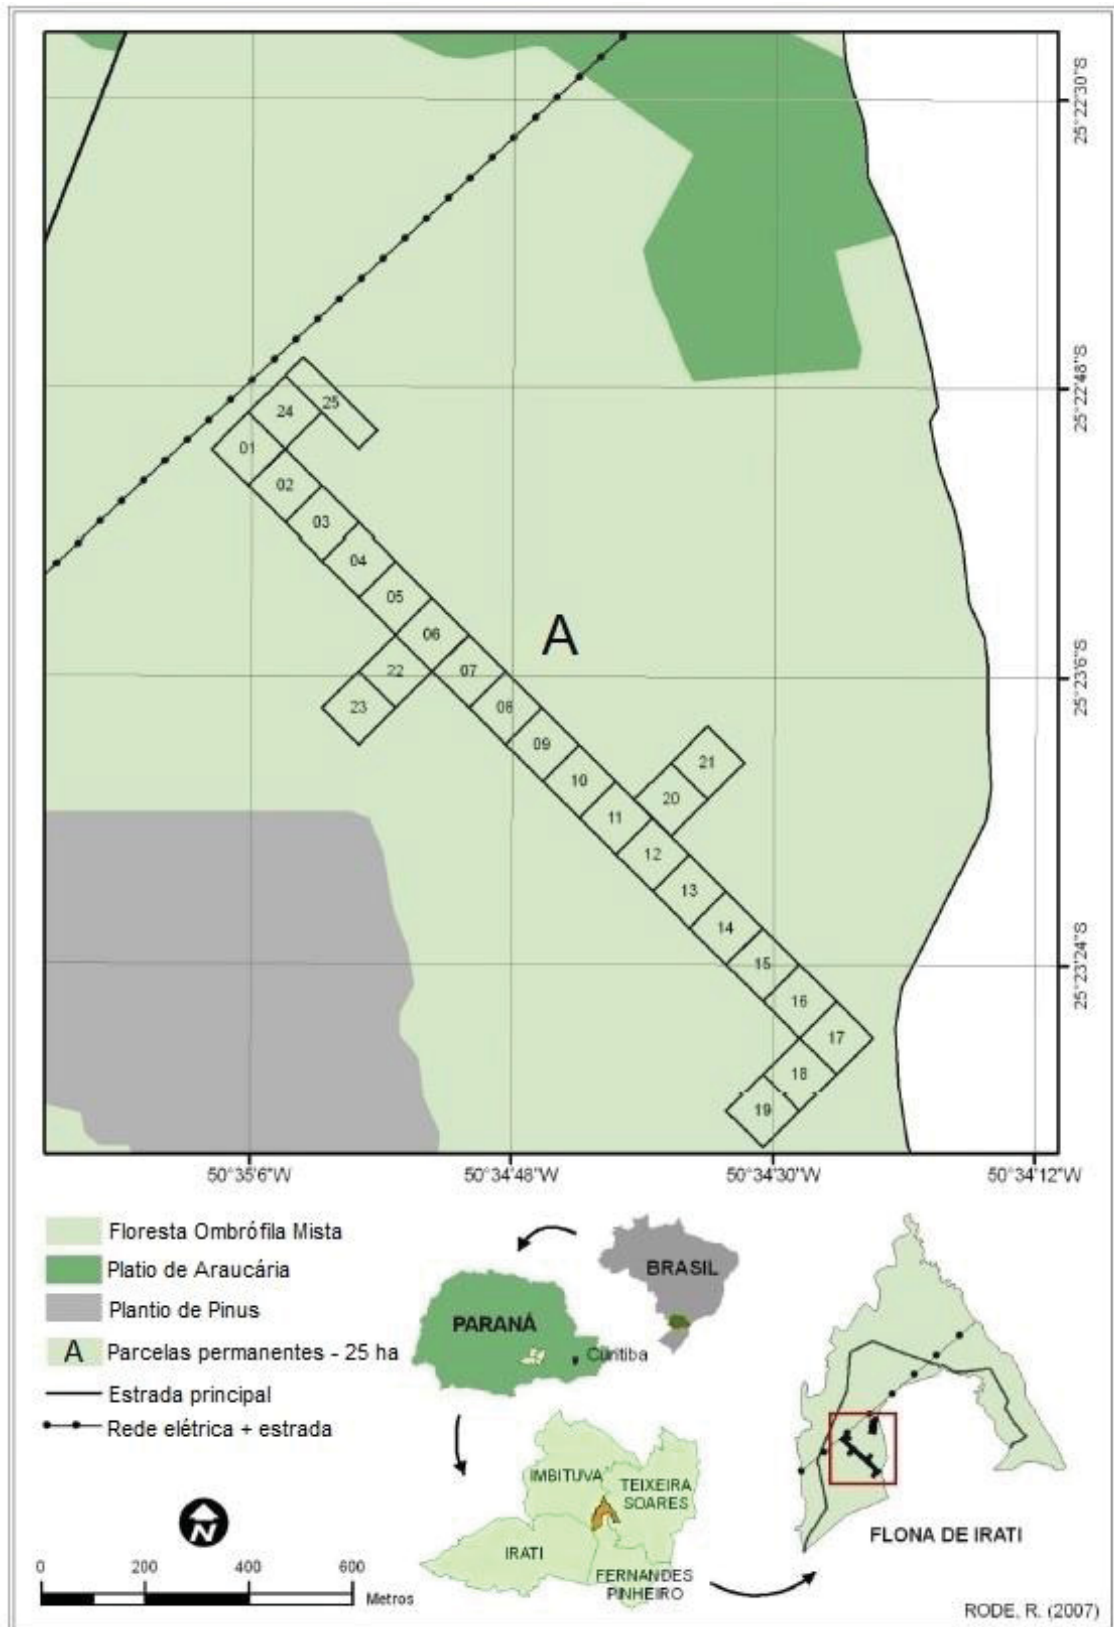 25°22'30"S
25°22'48"S
24
25
01
02
03
04
05
06
A
25°23'6"S
22
07
23
08
09
21
10
20
11
12
13
14
15
25°23'24"S
16
17
18
19
50°35'6"W
50°34'48"W
50°34'30"W
50°34'12"W
Floresta Ombrófila Mista
Platio de Araucária
Plantio de Pinus
A Parcelas permanentes - 25 ha
Estrada principal
Rede elétrica + estrada
BRASIL
PARANÁ
Curitiba
IMBITUVA
TEIXEIRA
SOARES
IRATI
FERNANDES
PINHEIRO
FLONA DE IRATI
N
0 200 400 600
Metros
RODE, R. (2007)